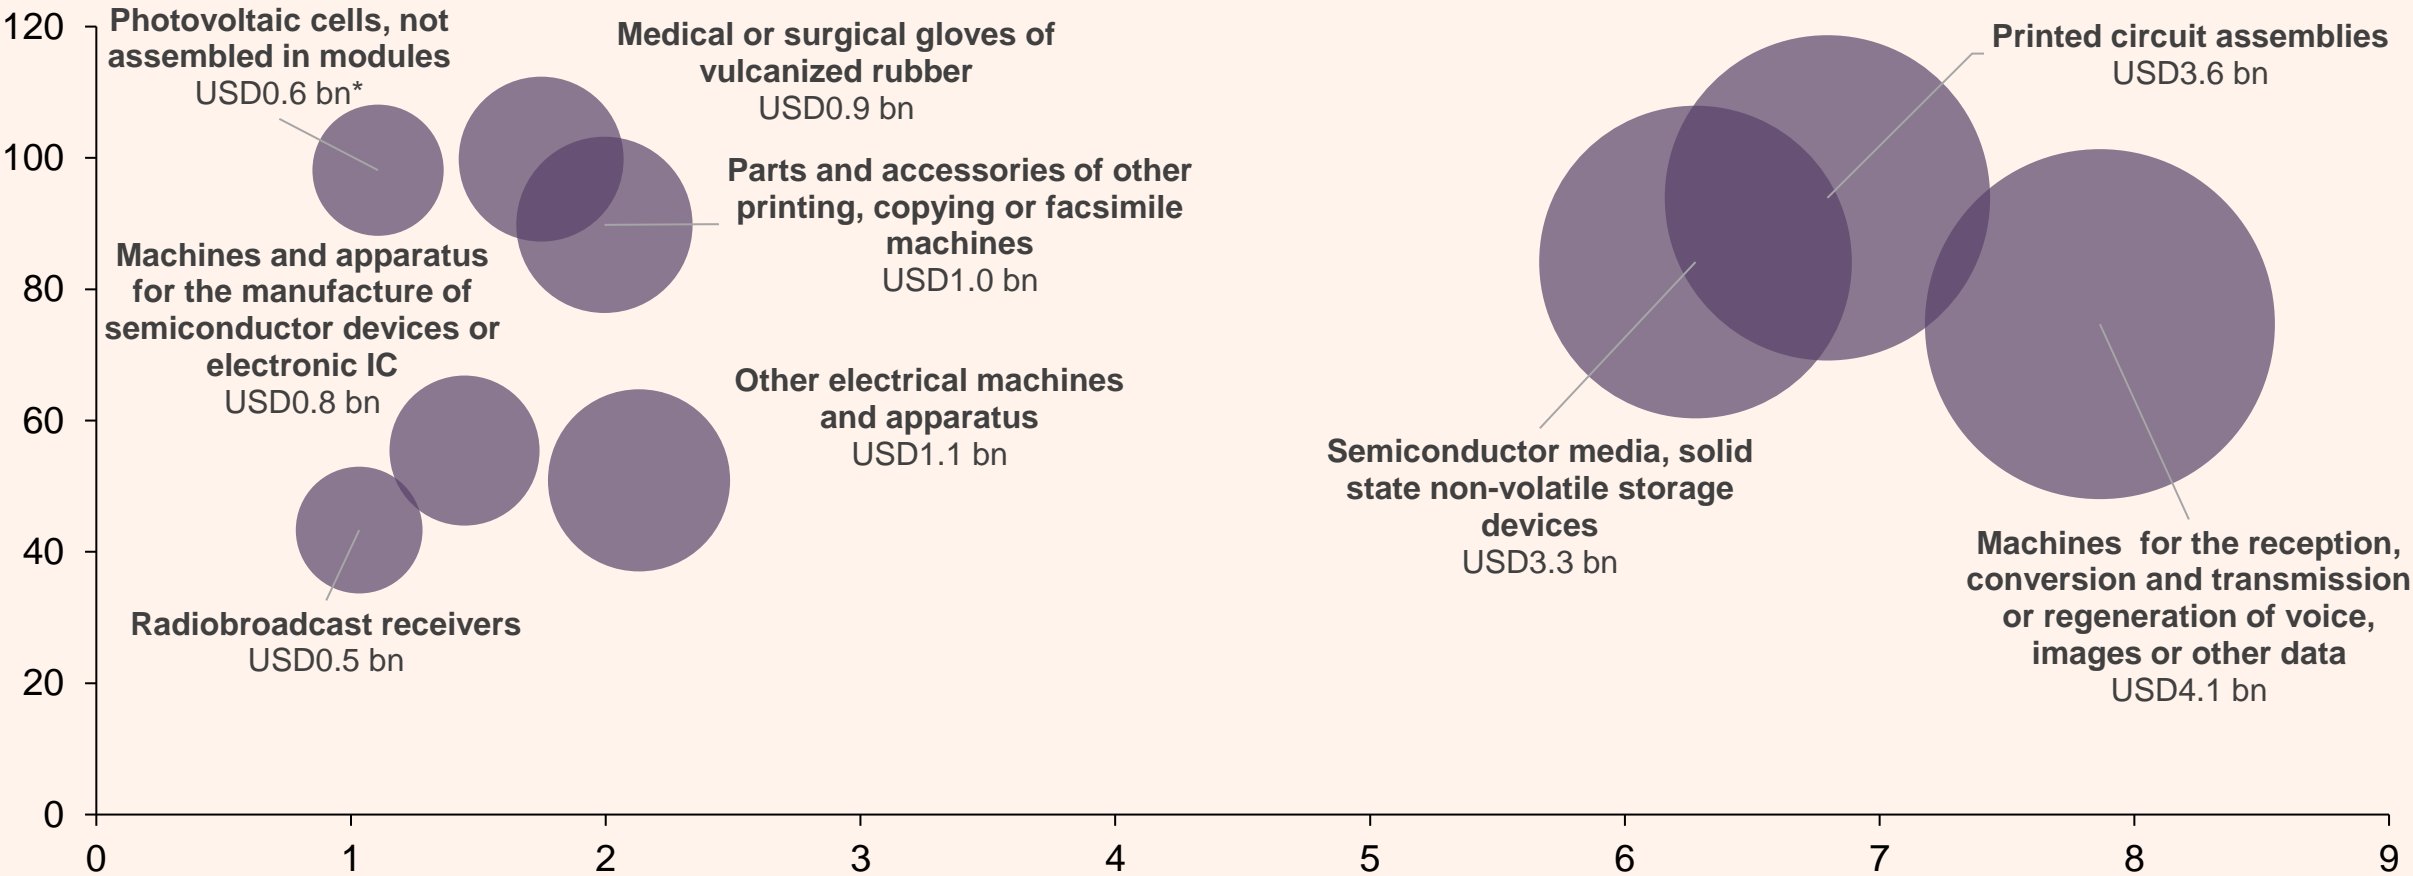 120
100
80
60
40
20
0
Photovoltaic cells, not
assembled in modules
USD0.6 bn*
Medical or surgical gloves of
vulcanized rubber
USD0.9 bn
Parts and accessories of other
printing, copying or facsimile
machines
USD1.0 bn
Machines and apparatus
for the manufacture of
semiconductor devices or
electronic IC
USD0.8 bn
Other electrical machines
and apparatus
USD1.1 bn
Radiobroadcast receivers
USD0.5 bn
Printed circuit assemblies
USD3.6 bn
Semiconductor media, solid
state non-volatile storage
devices
USD3.3 bn
Machines  for the reception,
conversion and transmission
or regeneration of voice,
images or other data
USD4.1 bn
0 1 2 3 4 5 6 7 8 9